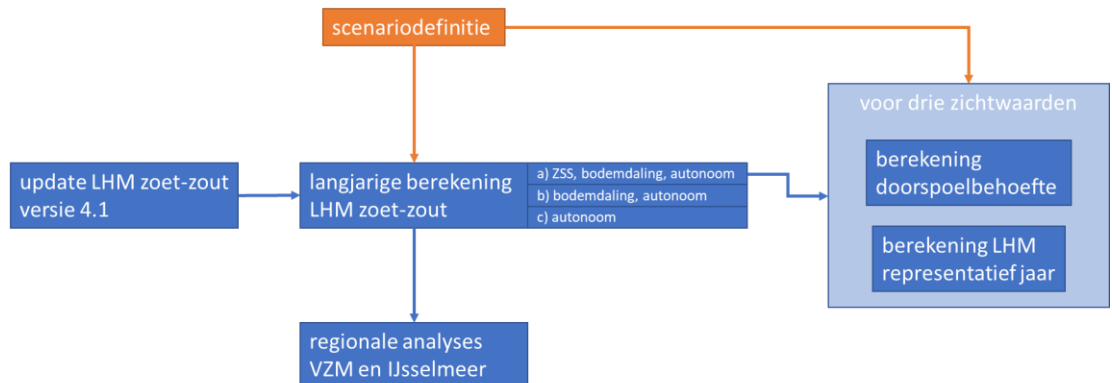 scenariodefinitie
voor drie zichtwaarden
update LHM zoet-zout
versie 4.1
langjarige berekening
LHM zoet-zout
a) ZSS, bodemdaling, autonoom
b) bodemdaling, autonoom
c) autonoom
berekening
doorspoelbehoefte
berekening LHM
representatief jaar
regionale analyses
VZM en IJsselmeer